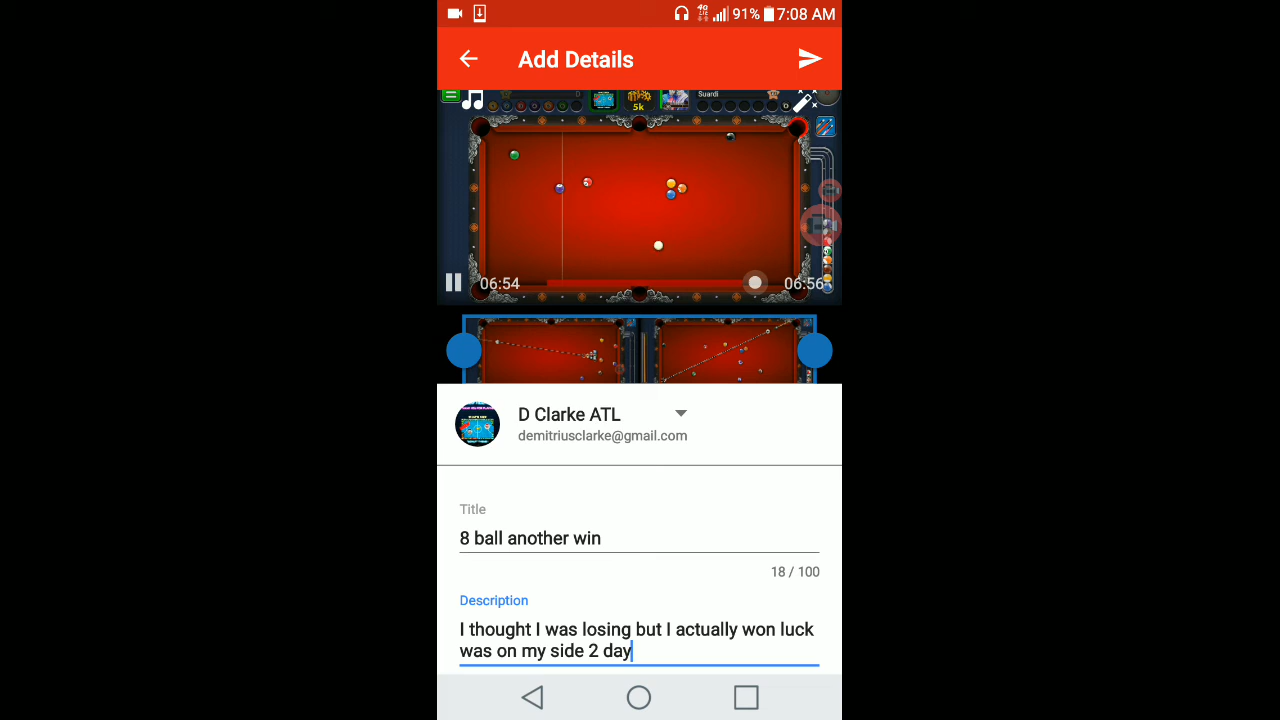 4G
LTE
91%
7:08 AM
Add Details
D
5k
Suardi
06:54
06:56
D Clarke ATL
demitriusclarke@gmail.com
Title
8 ball another win
18 / 100
Description
I thought I was losing but I actually won luck
was on my side 2 day